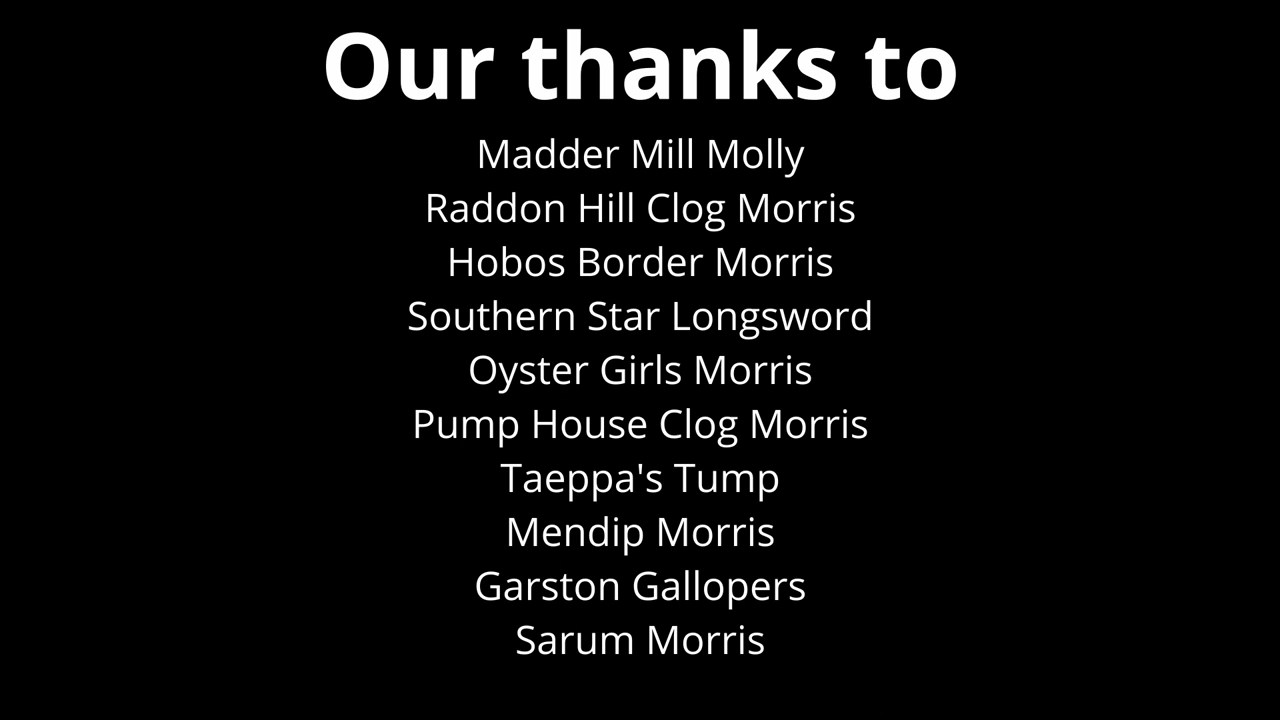 Our thanks to
Madder Mill Molly
Raddon Hill Clog Morris
Hobos Border Morris
Southern Star Longsword
Oyster Girls Morris
Pump House Clog Morris
Taeppa's Tump
Mendip Morris
Garston Gallopers
Sarum Morris